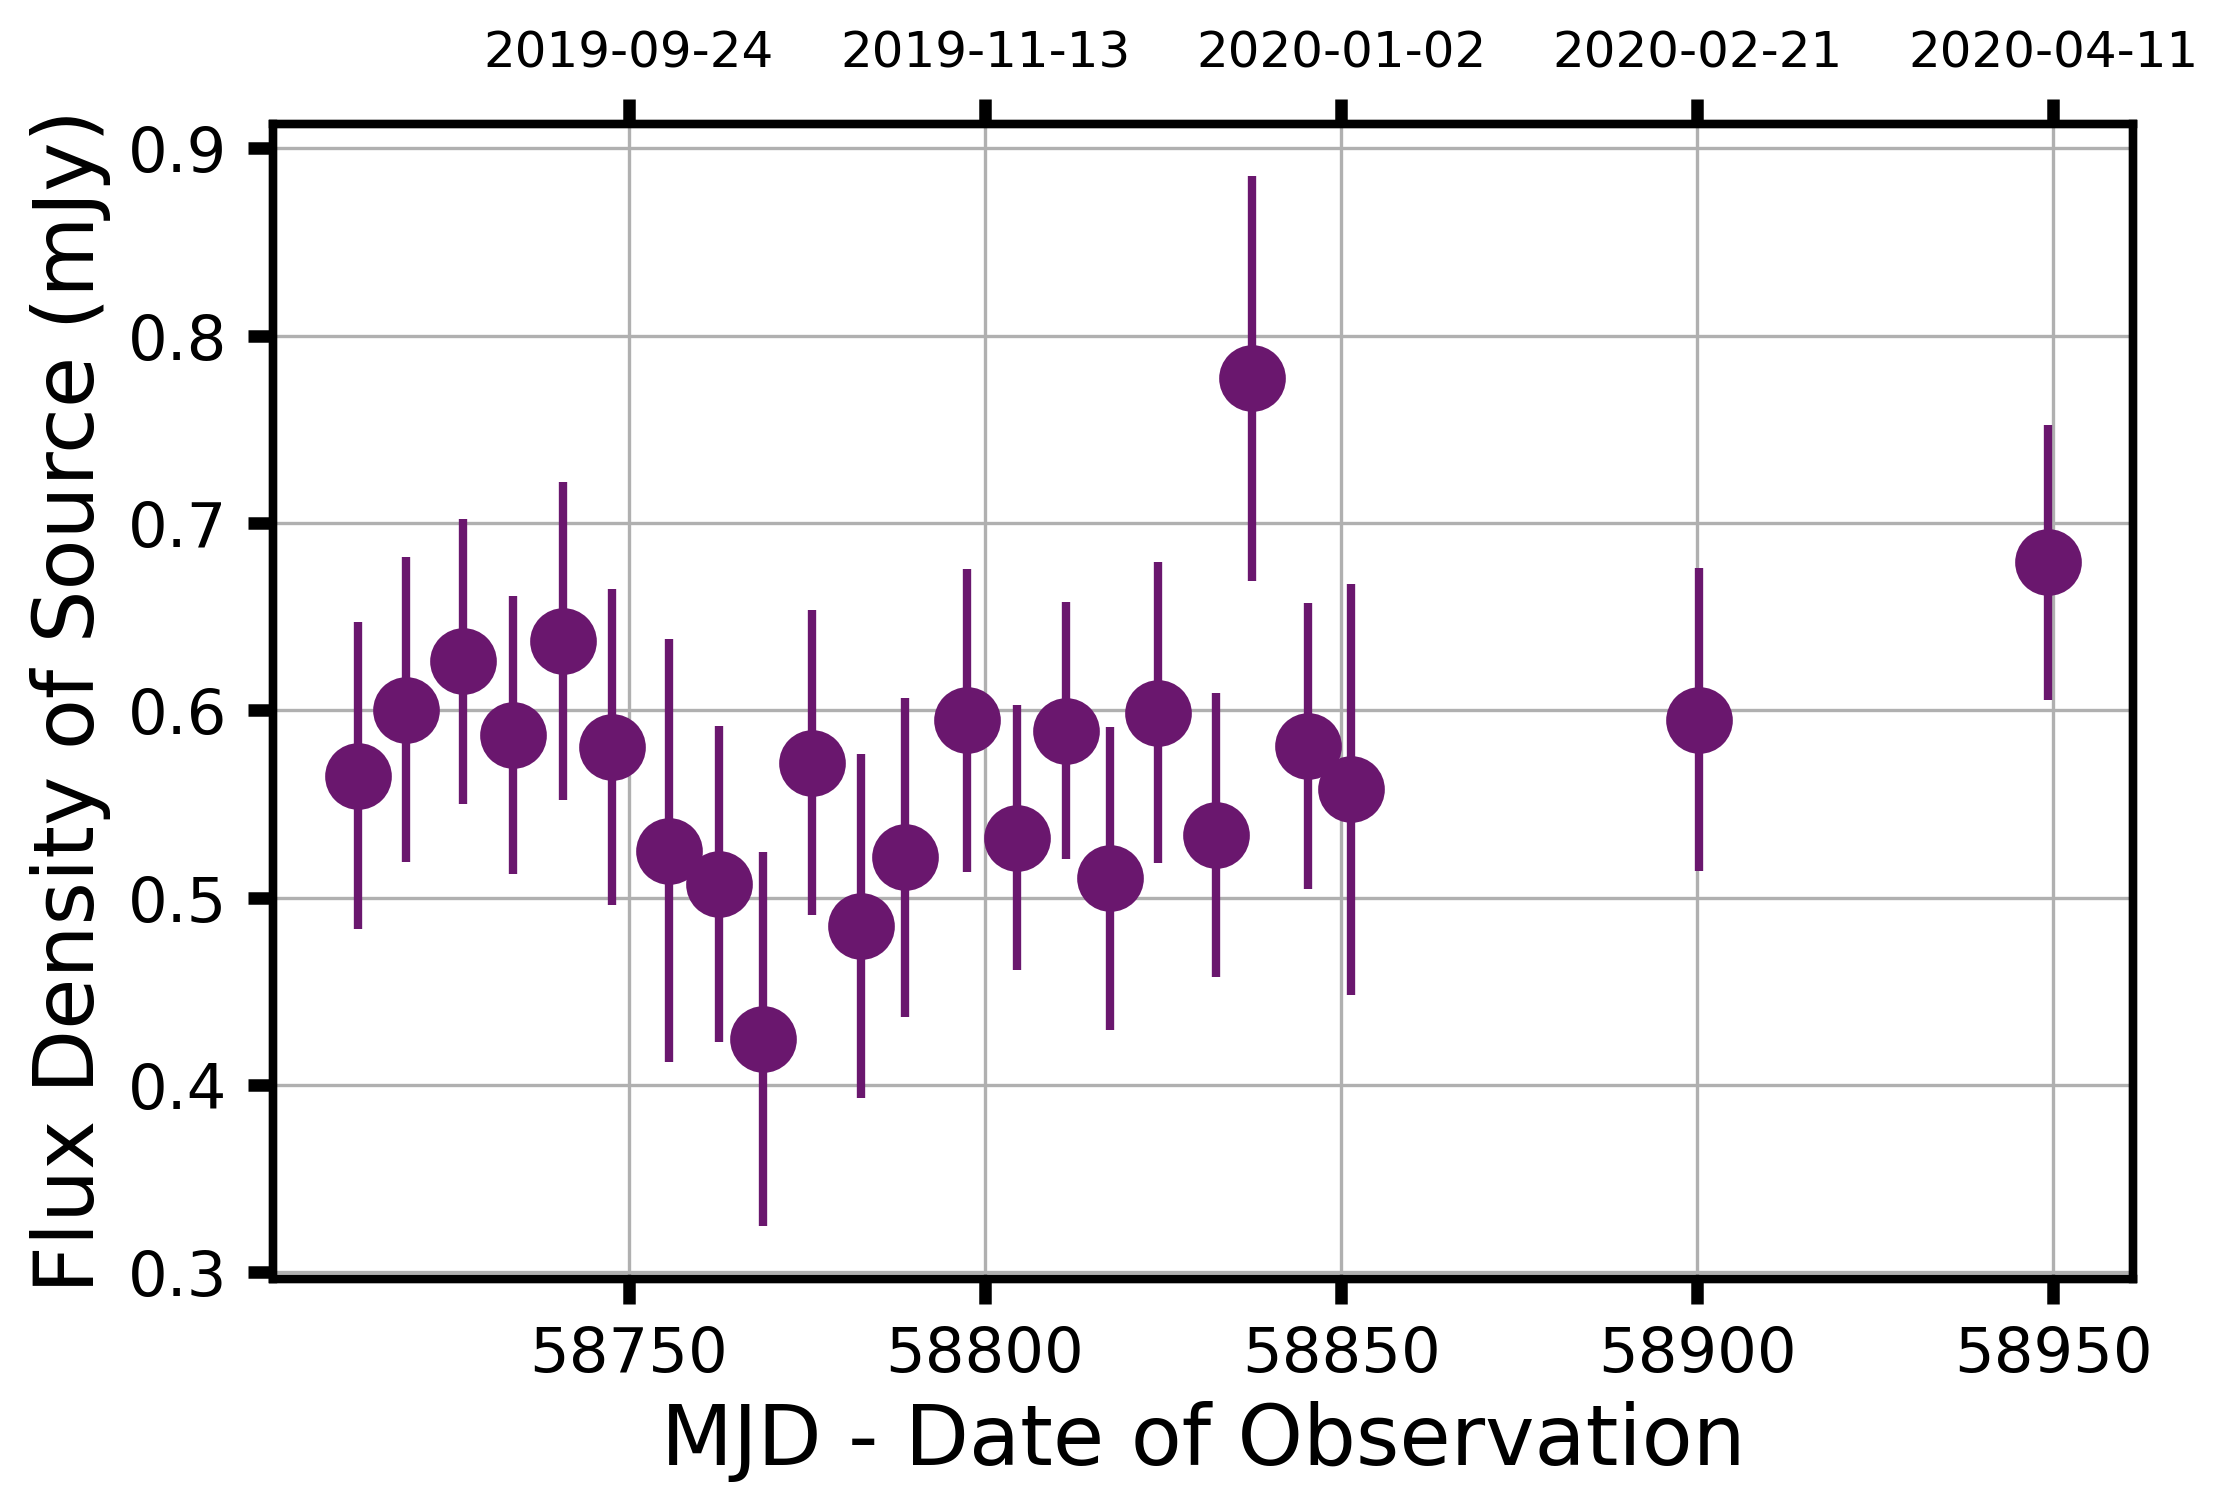 2019-09-24 2019-11-13 2020-01-02 2020-02-21 2020-04-11
Flux Density of Source (mJy)
0.9
0.8
0.7
0.6
0.5
0.4
0.3
58750 58800 58850 58900 58950
MJD - Date of Observation